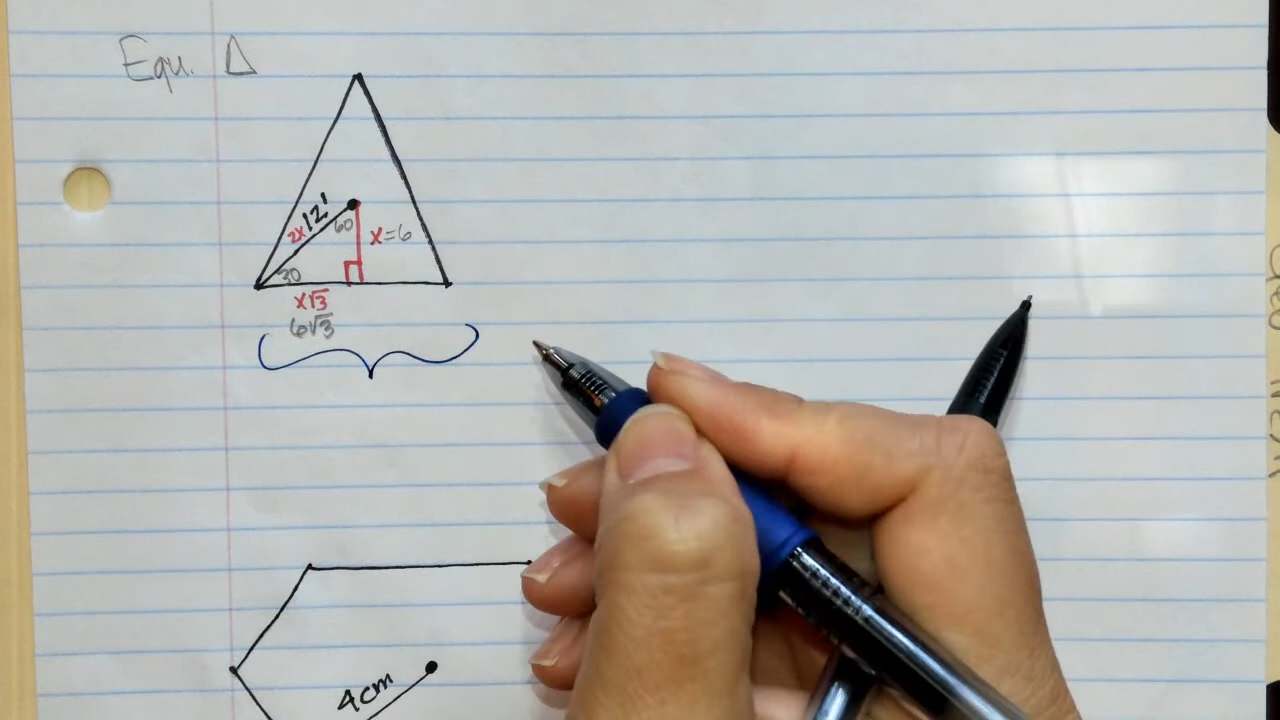 Equ. Δ
2x 12'
60
x=6
30
x√3
6√3
4cm